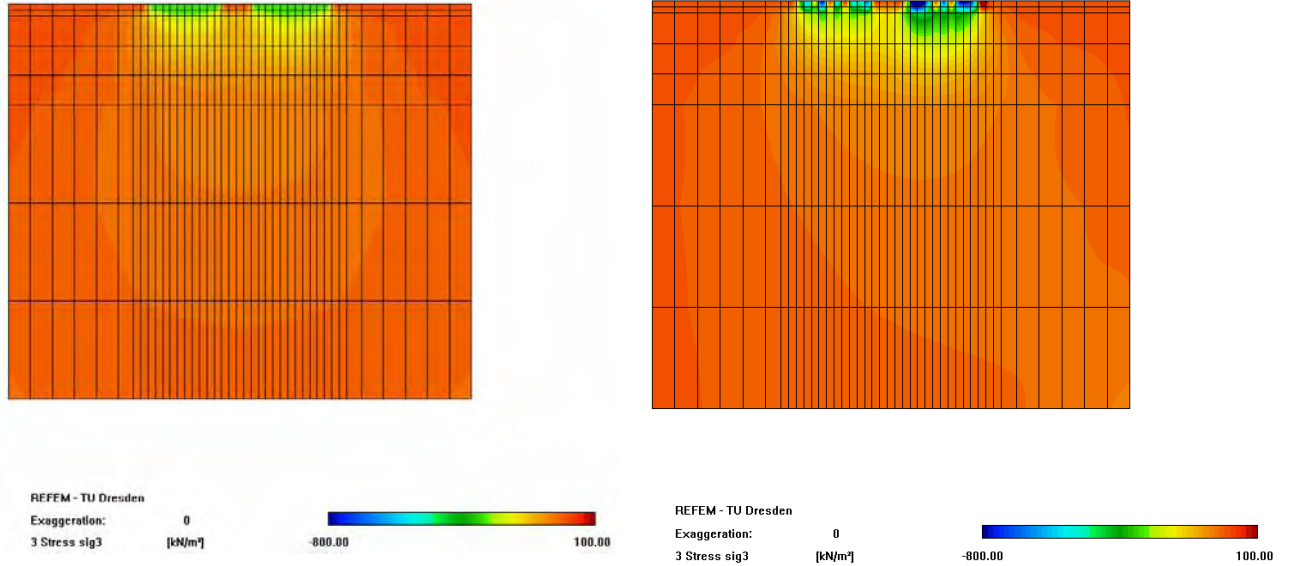 REFEM - TU Dresden
Exaggeration: 0
3 Stress sig3 [kN/m²] -800.00 100.00
REFEM - TU Dresden
Exaggeration: 0
3 Stress sig3 [kN/m²] -800.00 100.00